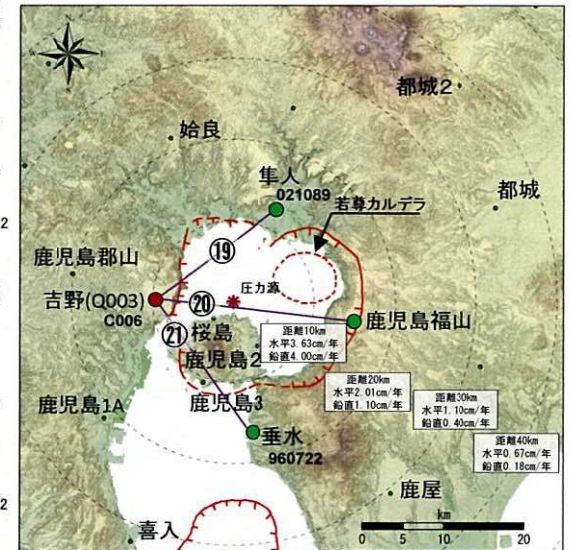 都城2
姶良
隼人
021089
若尊カルデラ
都城
2
⑲
鹿児島郡山
圧力源
吉野(Q003)
C006
⑳
鹿児島福山
㉑
桜島
鹿児島2
距離10km
水平3.63cm/年
鉛直4.00cm/年
距離20km
水平2.01cm/年
鉛直1.10cm/年
距離30km
水平1.10cm/年
鉛直0.40cm/年
距離40km
水平0.67cm/年
鉛直0.18cm/年
鹿児島1A
鹿児島3
垂水
960722
鹿屋
2
喜入
km
0 5 10 20